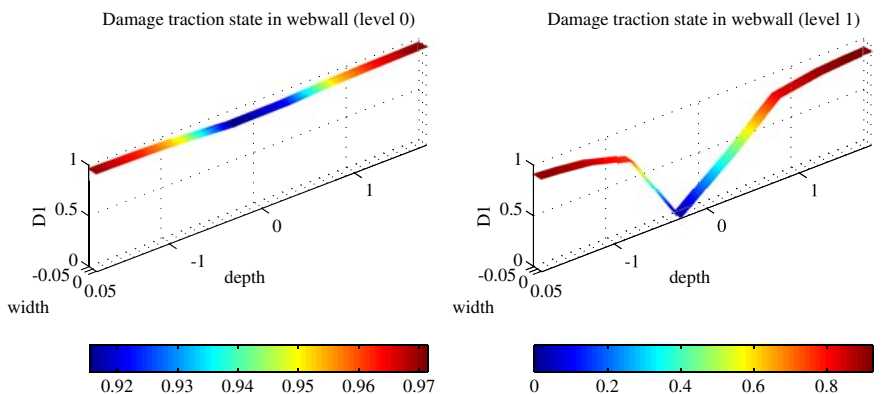 Damage traction state in webwall (level 0)
1
0.5
0
D1
-0.05
0
0.05
width
-1
0
1
depth
0.92 0.93 0.94 0.95 0.96 0.97
Damage traction state in webwall (level 1)
1
0.5
0
D1
-0.05
0
0.05
width
-1
0
1
depth
0 0.2 0.4 0.6 0.8